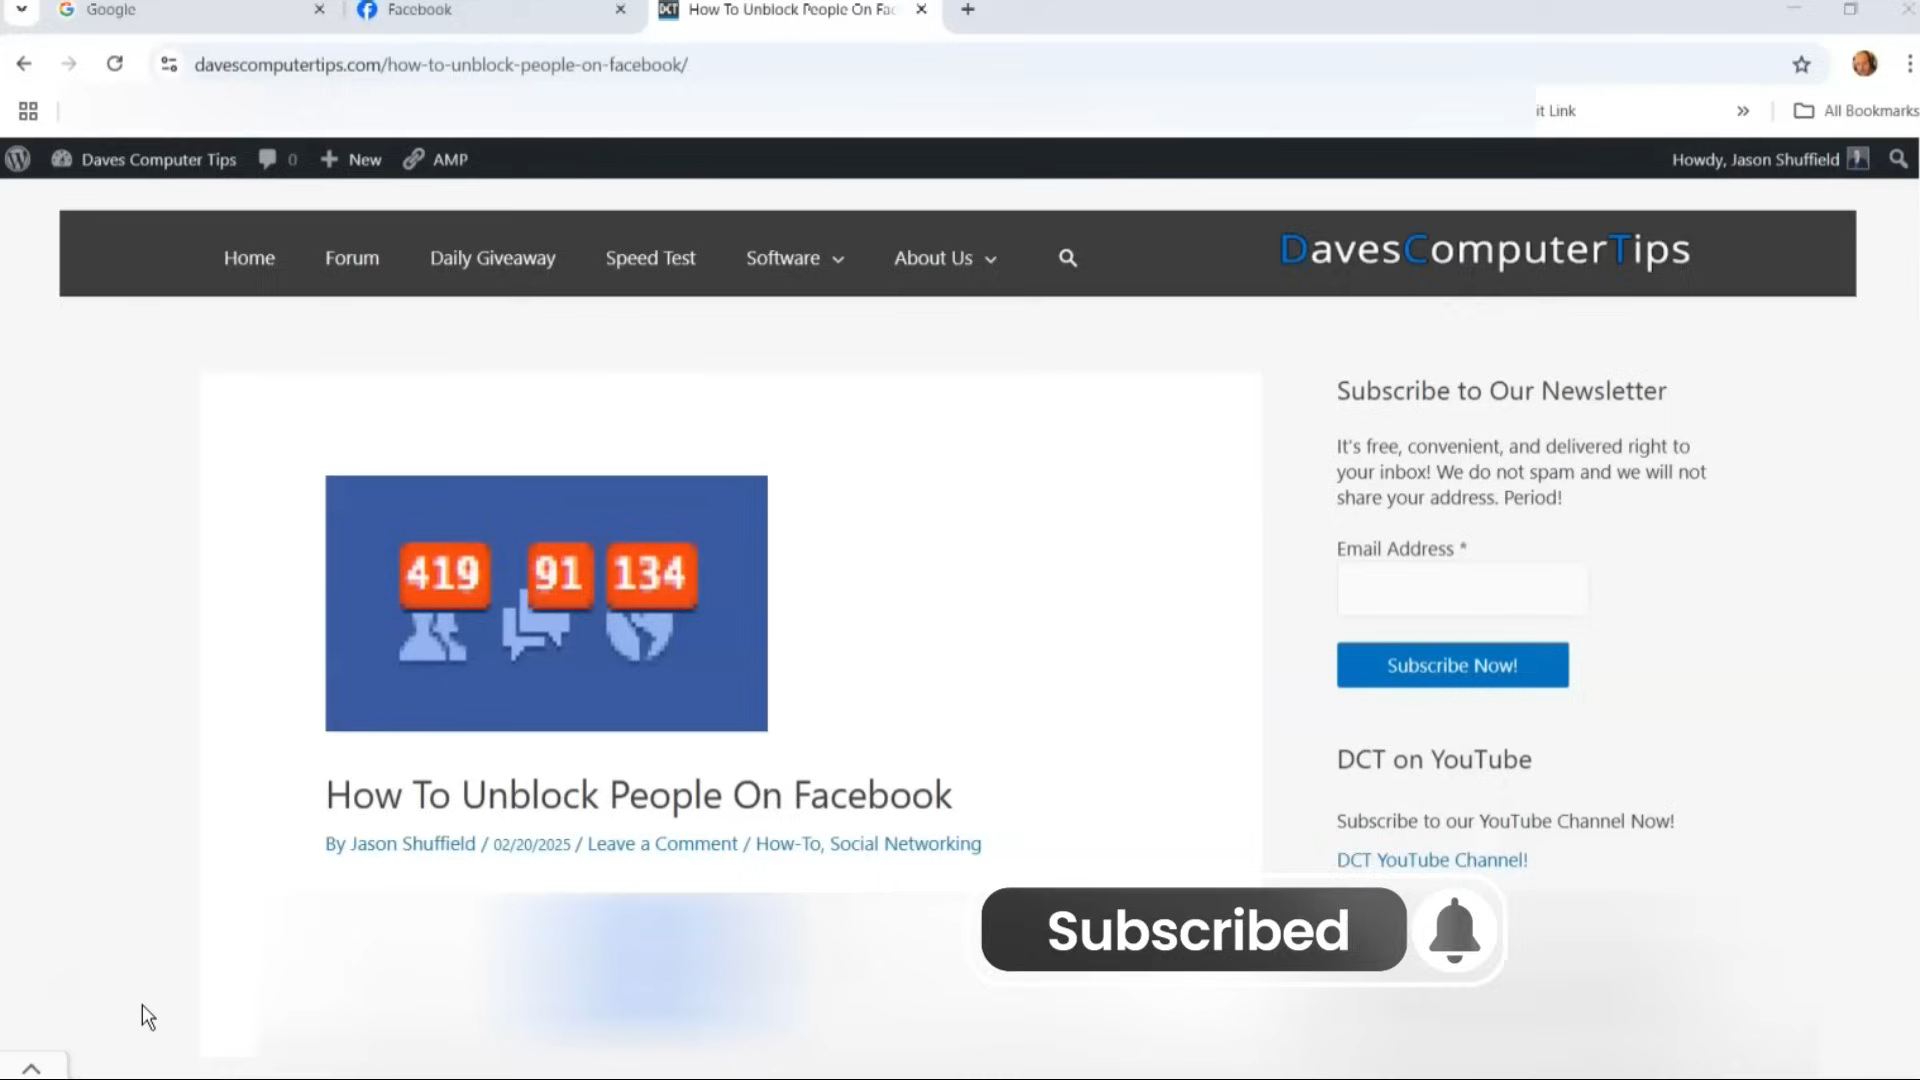 Google
Facebook
DCT How To Unblock People On Fac
davescomputertips.com/how-to-unblock-people-on-facebook/
it Link
All Bookmarks
Daves Computer Tips
0
New
AMP
Howdy, Jason Shuffield
Home
Forum
Daily Giveaway
Speed Test
Software
About Us
DavesComputerTips
Subscribe to Our Newsletter
It's free, convenient, and delivered right to
your inbox! We do not spam and we will not
share your address. Period!
Email Address *
Subscribe Now!
419
91
134
DCT on YouTube
How To Unblock People On Facebook
Subscribe to our YouTube Channel Now!
By Jason Shuffield / 02/20/2025 / Leave a Comment / How-To, Social Networking
DCT YouTube Channel!
Subscribed